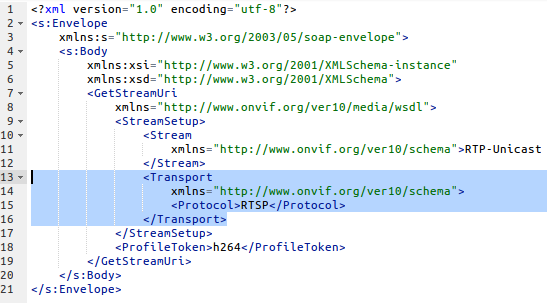 1 <?xml version="1.0" encoding="utf-8"?>
2 <s:Envelope
3 xmlns:s="http://www.w3.org/2003/05/soap-envelope">
4 <s:Body
5 xmlns:xsi="http://www.w3.org/2001/XMLSchema-instance"
6 xmlns:xsd="http://www.w3.org/2001/XMLSchema">
7 <GetStreamUri
8 xmlns="http://www.onvif.org/ver10/media/wsdl">
9 <StreamSetup>
10 <Stream
11 xmlns="http://www.onvif.org/ver10/schema">RTP-Unicast
12 </Stream>
13 <Transport
14 xmlns="http://www.onvif.org/ver10/schema">
15 <Protocol>RTSP</Protocol>
16 </Transport>
17 </StreamSetup>
18 <ProfileToken>h264</ProfileToken>
19 </GetStreamUri>
20 </s:Body>
21 </s:Envelope>